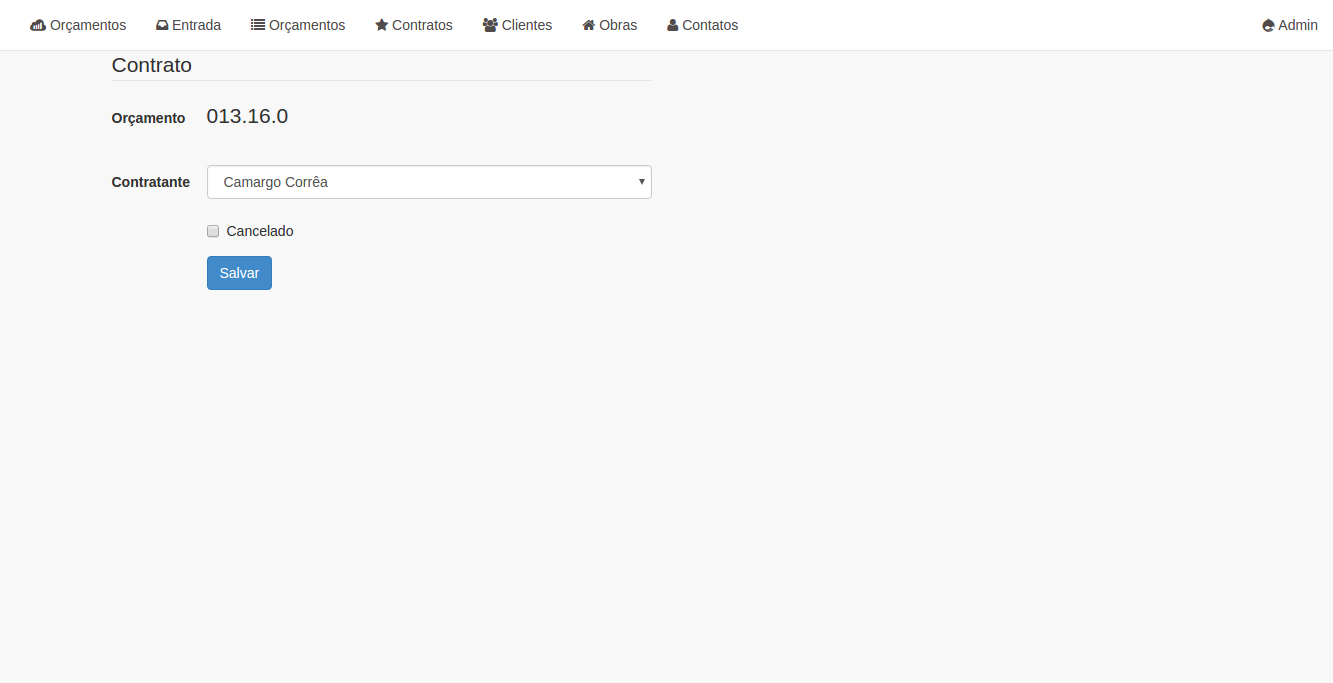 Orçamentos Entrada Orçamentos Contratos Clientes Obras Contatos Admin
Contrato
Orçamento 013.16.0
Contratante Camargo Corrêa
Cancelado
Salvar